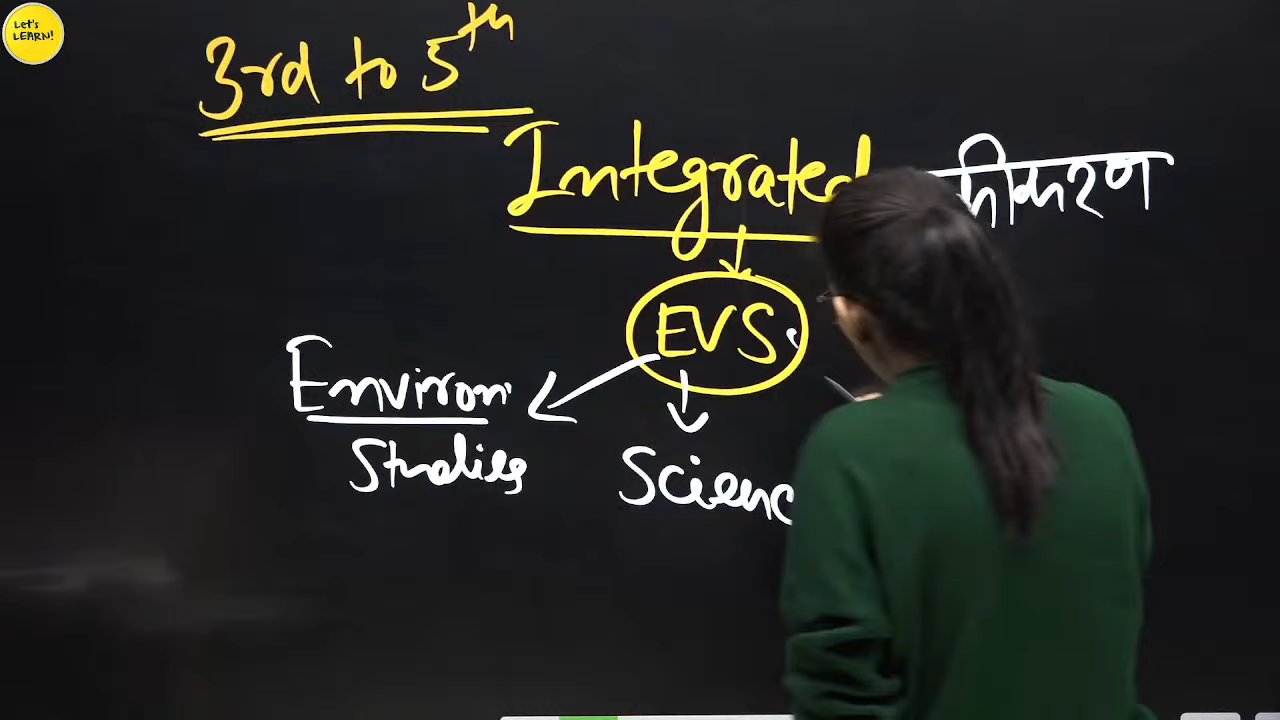 Let's
LEARN!
3rd to 5th
Integrated
EVS
Environ
Studies
Scienc